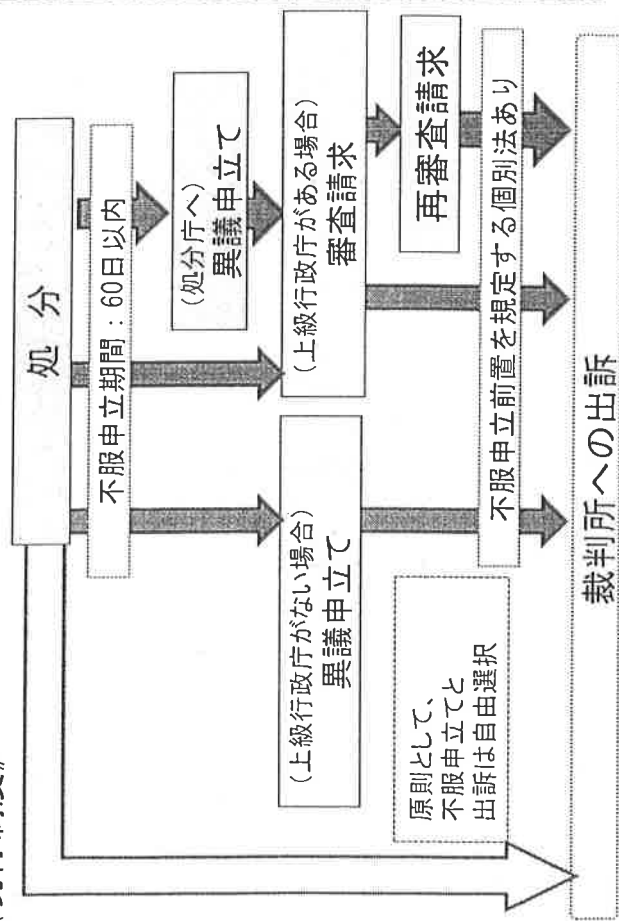 処 分
不服申立期間：60日以内
(処分庁へ)
異議申立て
(上級行政庁がない場合)
異議申立て
(上級行政庁がある場合)
審査請求
再審査請求
原則として、
不服申立てと
出訴は自由選択
不服申立前置を規定する個別法あり
裁判所への出訴